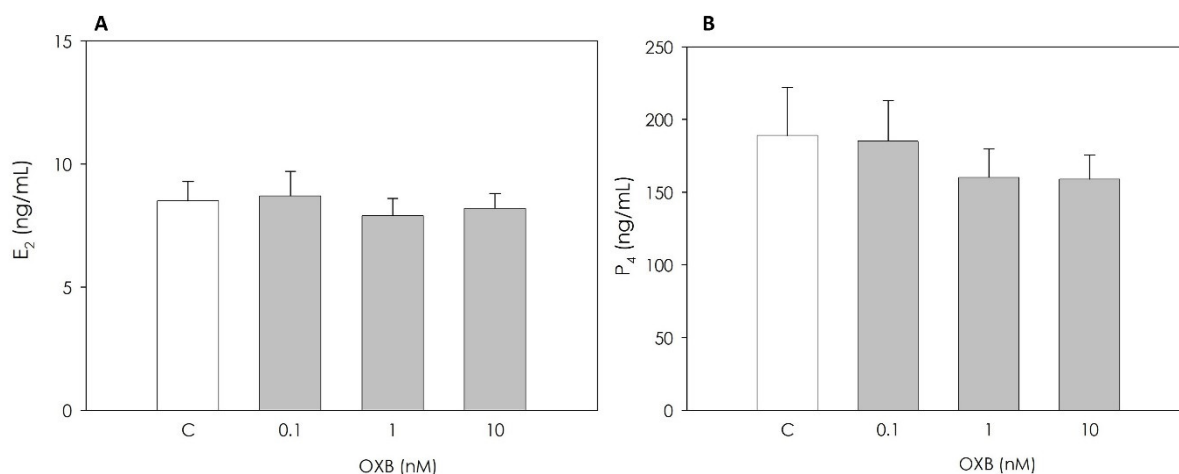 A
15
10
5
0
E₂ (ng/mL)
C 0.1 1 10
OXB (nM)
B
250
200
150
100
50
0
P₄ (ng/mL)
C 0.1 1 10
OXB (nM)